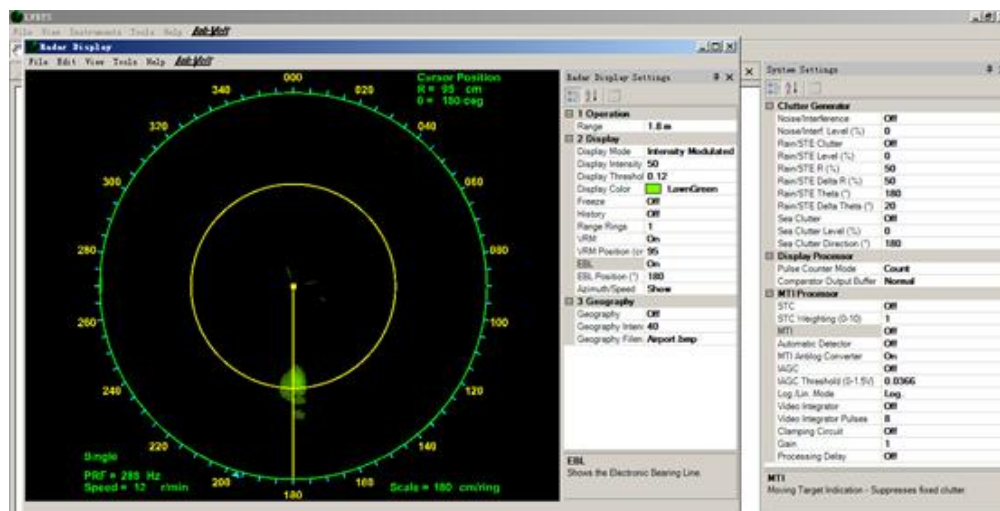 LVRTS
File View Instruments Tools Help Lab-Volt
Radar Display
File Edit View Tools Help Lab-Volt
Cursor Position
R = 95 cm
θ = 180 deg
000
020
040
060
080
100
120
140
160
180
200
220
240
260
280
300
320
340
Single
PRF = 288 Hz
Speed = 12 r/min
Scale = 180 cm/ring
Radar Display Settings
1 Operation
Range 1.8 m
2 Display
Display Mode Intensity Modulated
Display Intensity 50
Display Threshol 0.12
Display Color LawnGreen
Freeze Off
History Off
Range Rings 1
VRM On
VRM Position (cr 95
EBL On
EBL Position (°) 180
Azimuth/Speed Show
3 Geography
Geography Off
Geography Inten 40
Geography Filen Airport.bmp
EBL
Shows the Electronic Bearing Line.
System Settings
Clutter Generator
Noise/Interference Off
Noise/Interf. Level (%) 0
Rain/STE Clutter Off
Rain/STE Level (%) 0
Rain/STE R (%) 50
Rain/STE Delta R (%) 50
Rain/STE Theta (°) 180
Rain/STE Delta Theta (°) 20
Sea Clutter Off
Sea Clutter Level (%) 0
Sea Clutter Direction (°) 180
Display Processor
Pulse Counter Mode Count
Comparator Output Buffer Normal
MTI Processor
STC Off
STC Weighting (0-10) 1
MTI Off
Automatic Detector Off
MTI Antilog Converter On
IAGC Off
IAGC Threshold (0-1.5V) 0.0366
Log./Lin. Mode Log.
Video Integrator Off
Video Integrator Pulses 8
Clamping Circuit Off
Gain 1
Processing Delay Off
MTI
Moving Target Indication - Suppresses fixed clutter.